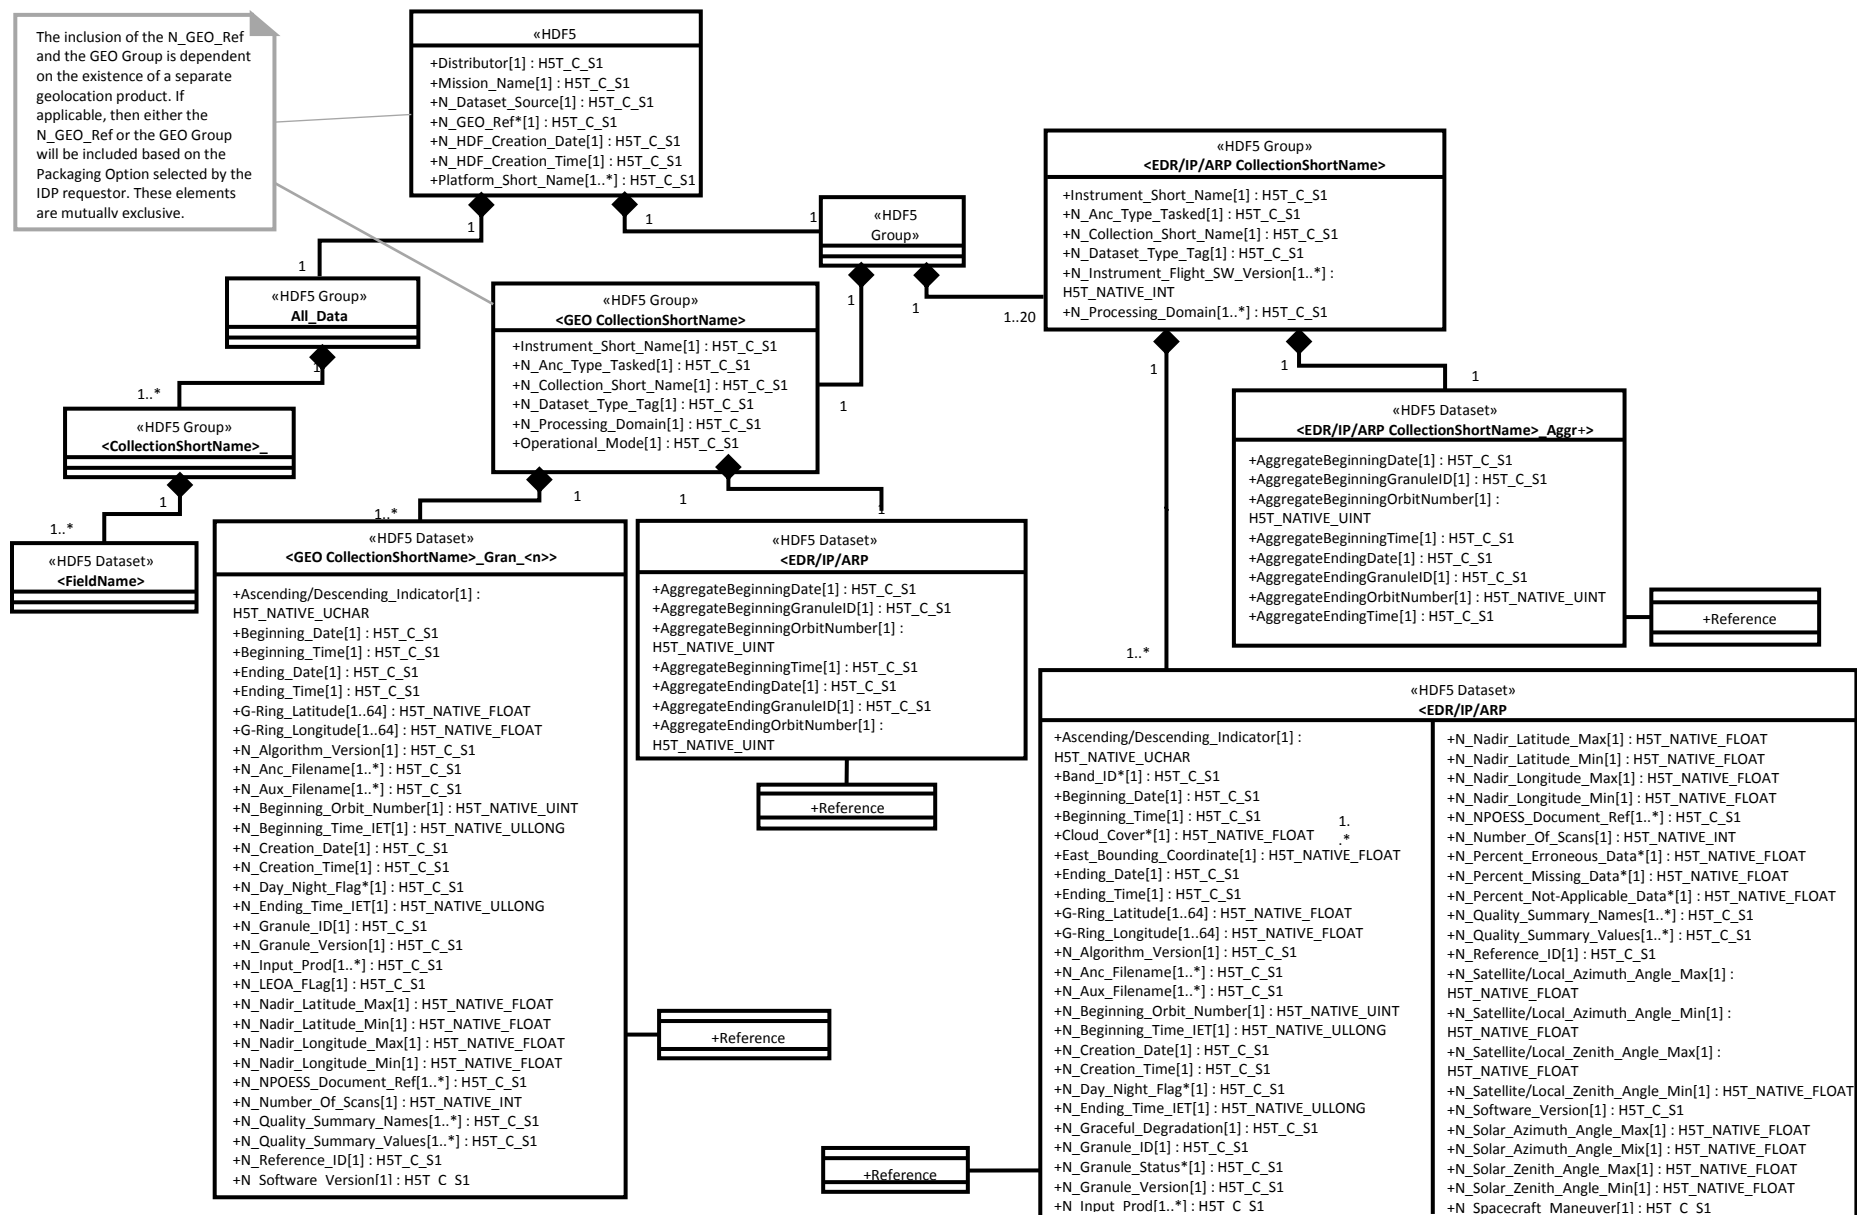 The inclusion of the N_GEO_Ref
and the GEO Group is dependent
on the existence of a separate
geolocation product. If
applicable, then either the
N_GEO_Ref or the GEO Group
will be included based on the
Packaging Option selected by the
IDP requestor. These elements
are mutually exclusive.
«HDF5
+Distributor[1] : H5T_C_S1
+Mission_Name[1] : H5T_C_S1
+N_Dataset_Source[1] : H5T_C_S1
+N_GEO_Ref*[1] : H5T_C_S1
+N_HDF_Creation_Date[1] : H5T_C_S1
+N_HDF_Creation_Time[1] : H5T_C_S1
+Platform_Short_Name[1..*] : H5T_C_S1
1
1
1
1
«HDF5
Group»
1
1
1
1..20
«HDF5 Group»
<EDR/IP/ARP CollectionShortName>
+Instrument_Short_Name[1] : H5T_C_S1
+N_Anc_Type_Tasked[1] : H5T_C_S1
+N_Collection_Short_Name[1] : H5T_C_S1
+N_Dataset_Type_Tag[1] : H5T_C_S1
+N_Instrument_Flight_SW_Version[1..*] :
H5T_NATIVE_INT
+N_Processing_Domain[1..*] : H5T_C_S1
1
1
1
1..*
«HDF5 Group»
All_Data
1
1..*
«HDF5 Group»
<CollectionShortName>_
1
1..*
«HDF5 Dataset»
<FieldName>
«HDF5 Group»
<GEO CollectionShortName>
+Instrument_Short_Name[1] : H5T_C_S1
+N_Anc_Type_Tasked[1] : H5T_C_S1
+N_Collection_Short_Name[1] : H5T_C_S1
+N_Dataset_Type_Tag[1] : H5T_C_S1
+N_Processing_Domain[1] : H5T_C_S1
+Operational_Mode[1] : H5T_C_S1
1
1
1..*
1
«HDF5 Dataset»
<GEO CollectionShortName>_Gran_<n>>
+Ascending/Descending_Indicator[1] :
H5T_NATIVE_UCHAR
+Beginning_Date[1] : H5T_C_S1
+Beginning_Time[1] : H5T_C_S1
+Ending_Date[1] : H5T_C_S1
+Ending_Time[1] : H5T_C_S1
+G-Ring_Latitude[1..64] : H5T_NATIVE_FLOAT
+G-Ring_Longitude[1..64] : H5T_NATIVE_FLOAT
+N_Algorithm_Version[1] : H5T_C_S1
+N_Anc_Filename[1..*] : H5T_C_S1
+N_Aux_Filename[1..*] : H5T_C_S1
+N_Beginning_Orbit_Number[1] : H5T_NATIVE_UINT
+N_Beginning_Time_IET[1] : H5T_NATIVE_ULLONG
+N_Creation_Date[1] : H5T_C_S1
+N_Creation_Time[1] : H5T_C_S1
+N_Day_Night_Flag*[1] : H5T_C_S1
+N_Ending_Time_IET[1] : H5T_NATIVE_ULLONG
+N_Granule_ID[1] : H5T_C_S1
+N_Granule_Version[1] : H5T_C_S1
+N_Input_Prod[1..*] : H5T_C_S1
+N_LEOA_FLag[1] : H5T_C_S1
+N_Nadir_Latitude_Max[1] : H5T_NATIVE_FLOAT
+N_Nadir_Latitude_Min[1] : H5T_NATIVE_FLOAT
+N_Nadir_Longitude_Max[1] : H5T_NATIVE_FLOAT
+N_Nadir_Longitude_Min[1] : H5T_NATIVE_FLOAT
+N_NPOESS_Document_Ref[1..*] : H5T_C_S1
+N_Number_Of_Scans[1] : H5T_NATIVE_INT
+N_Quality_Summary_Names[1..*] : H5T_C_S1
+N_Quality_Summary_Values[1..*] : H5T_C_S1
+N_Reference_ID[1] : H5T_C_S1
+N_Software_Version[1] : H5T_C_S1
+Reference
«HDF5 Dataset»
<EDR/IP/ARP
+AggregateBeginningDate[1] : H5T_C_S1
+AggregateBeginningGranuleID[1] : H5T_C_S1
+AggregateBeginningOrbitNumber[1] :
H5T_NATIVE_UINT
+AggregateBeginningTime[1] : H5T_C_S1
+AggregateEndingDate[1] : H5T_C_S1
+AggregateEndingGranuleID[1] : H5T_C_S1
+AggregateEndingOrbitNumber[1] :
H5T_NATIVE_UINT
+Reference
«HDF5 Dataset»
<EDR/IP/ARP CollectionShortName>_Aggr+>
+AggregateBeginningDate[1] : H5T_C_S1
+AggregateBeginningGranuleID[1] : H5T_C_S1
+AggregateBeginningOrbitNumber[1] :
H5T_NATIVE_UINT
+AggregateBeginningTime[1] : H5T_C_S1
+AggregateEndingDate[1] : H5T_C_S1
+AggregateEndingGranuleID[1] : H5T_C_S1
+AggregateEndingOrbitNumber[1] : H5T_NATIVE_UINT
+AggregateEndingTime[1] : H5T_C_S1
+Reference
«HDF5 Dataset»
<EDR/IP/ARP
+Ascending/Descending_Indicator[1] :
H5T_NATIVE_UCHAR
+Band_ID*[1] : H5T_C_S1
+Beginning_Date[1] : H5T_C_S1
+Beginning_Time[1] : H5T_C_S1
+Cloud_Cover*[1] : H5T_NATIVE_FLOAT
+East_Bounding_Coordinate[1] : H5T_NATIVE_FLOAT
+Ending_Date[1] : H5T_C_S1
+Ending_Time[1] : H5T_C_S1
+G-Ring_Latitude[1..64] : H5T_NATIVE_FLOAT
+G-Ring_Longitude[1..64] : H5T_NATIVE_FLOAT
+N_Algorithm_Version[1] : H5T_C_S1
+N_Anc_Filename[1..*] : H5T_C_S1
+N_Aux_Filename[1..*] : H5T_C_S1
+N_Beginning_Orbit_Number[1] : H5T_NATIVE_UINT
+N_Beginning_Time_IET[1] : H5T_NATIVE_ULLONG
+N_Creation_Date[1] : H5T_C_S1
+N_Creation_Time[1] : H5T_C_S1
+N_Day_Night_Flag*[1] : H5T_C_S1
+N_Ending_Time_IET[1] : H5T_NATIVE_ULLONG
+N_Graceful_Degradation[1] : H5T_C_S1
+N_Granule_ID[1] : H5T_C_S1
+N_Granule_Status*[1] : H5T_C_S1
+N_Granule_Version[1] : H5T_C_S1
+N_Input_Prod[1..*] : H5T_C_S1
1.
.
*
+N_Nadir_Latitude_Max[1] : H5T_NATIVE_FLOAT
+N_Nadir_Latitude_Min[1] : H5T_NATIVE_FLOAT
+N_Nadir_Longitude_Max[1] : H5T_NATIVE_FLOAT
+N_Nadir_Longitude_Min[1] : H5T_NATIVE_FLOAT
+N_NPOESS_Document_Ref[1..*] : H5T_C_S1
+N_Number_Of_Scans[1] : H5T_NATIVE_INT
+N_Percent_Erroneous_Data*[1] : H5T_NATIVE_FLOAT
+N_Percent_Missing_Data*[1] : H5T_NATIVE_FLOAT
+N_Percent_Not-Applicable_Data*[1] : H5T_NATIVE_FLOAT
+N_Quality_Summary_Names[1..*] : H5T_C_S1
+N_Quality_Summary_Values[1..*] : H5T_C_S1
+N_Reference_ID[1] : H5T_C_S1
+N_Satellite/Local_Azimuth_Angle_Max[1] :
H5T_NATIVE_FLOAT
+N_Satellite/Local_Azimuth_Angle_Min[1] :
H5T_NATIVE_FLOAT
+N_Satellite/Local_Zenith_Angle_Max[1] :
H5T_NATIVE_FLOAT
+N_Satellite/Local_Zenith_Angle_Min[1] : H5T_NATIVE_FLOAT
+N_Software_Version[1] : H5T_C_S1
+N_Solar_Azimuth_Angle_Max[1] : H5T_NATIVE_FLOAT
+N_Solar_Azimuth_Angle_Mix[1] : H5T_NATIVE_FLOAT
+N_Solar_Zenith_Angle_Max[1] : H5T_NATIVE_FLOAT
+N_Solar_Zenith_Angle_Min[1] : H5T_NATIVE_FLOAT
+N_Spacecraft_Maneuver[1] : H5T_C_S1
+Reference